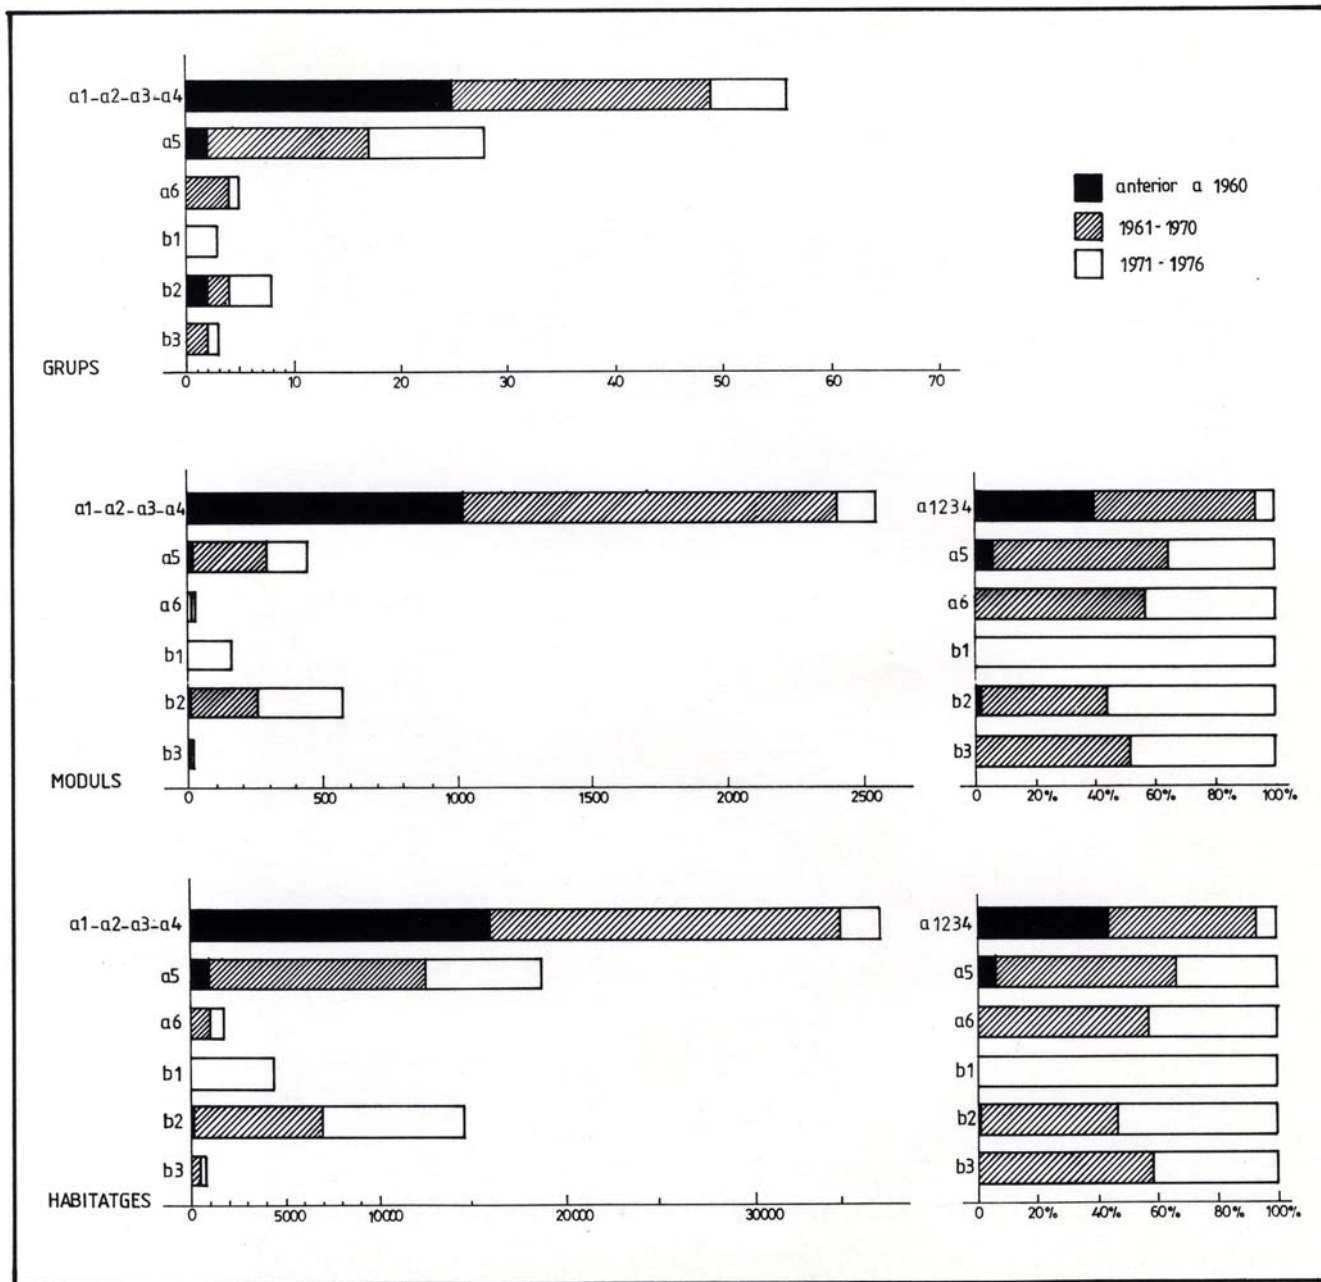 a1-a2-a3-a4
a5
a6
b1
b2
b3
GRUPS
0 10 20 30 40 50 60 70
anterior a 1960
1961-1970
1971-1976
a1-a2-a3-a4
a5
a6
b1
b2
b3
MODULS
0 500 1000 1500 2000 2500
a1234
a5
a6
b1
b2
b3
0 20% 40% 60% 80% 100%
a1-a2-a3-a4
a5
a6
b1
b2
b3
HABITATGES
0 5000 10000 20000 30000
a1234
a5
a6
b1
b2
b3
0 20% 40% 60% 80% 100%